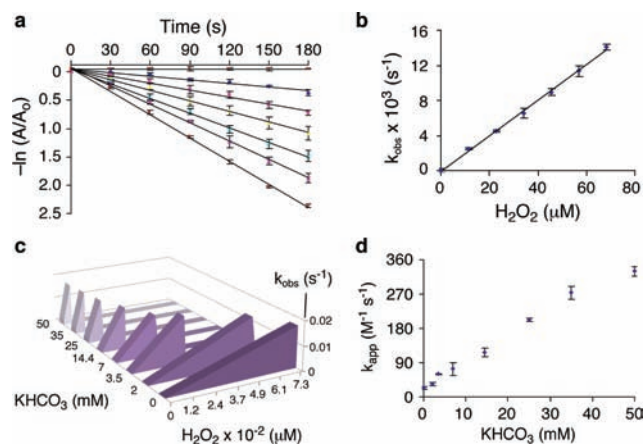 a
Time (s)
0 30 60 90 120 150 180
–ln (A/Aₒ)
0
0.5
1.0
1.5
2.0
2.5
b
k_obs x 10³ (s⁻¹)
16
12
8
4
0
0 20 40 60 80
H₂O₂ (μM)
c
k_obs (s⁻¹)
0.02
0.01
0
50
35
25
14.4
7
3.5
2
0
KHCO₃ (mM)
0 1.2 2.4 3.7 4.9 6.1 7.3
H₂O₂ x 10⁻² (μM)
d
k_app (M⁻¹ s⁻¹)
360
270
180
90
0
0 10 20 30 40 50
KHCO₃ (mM)